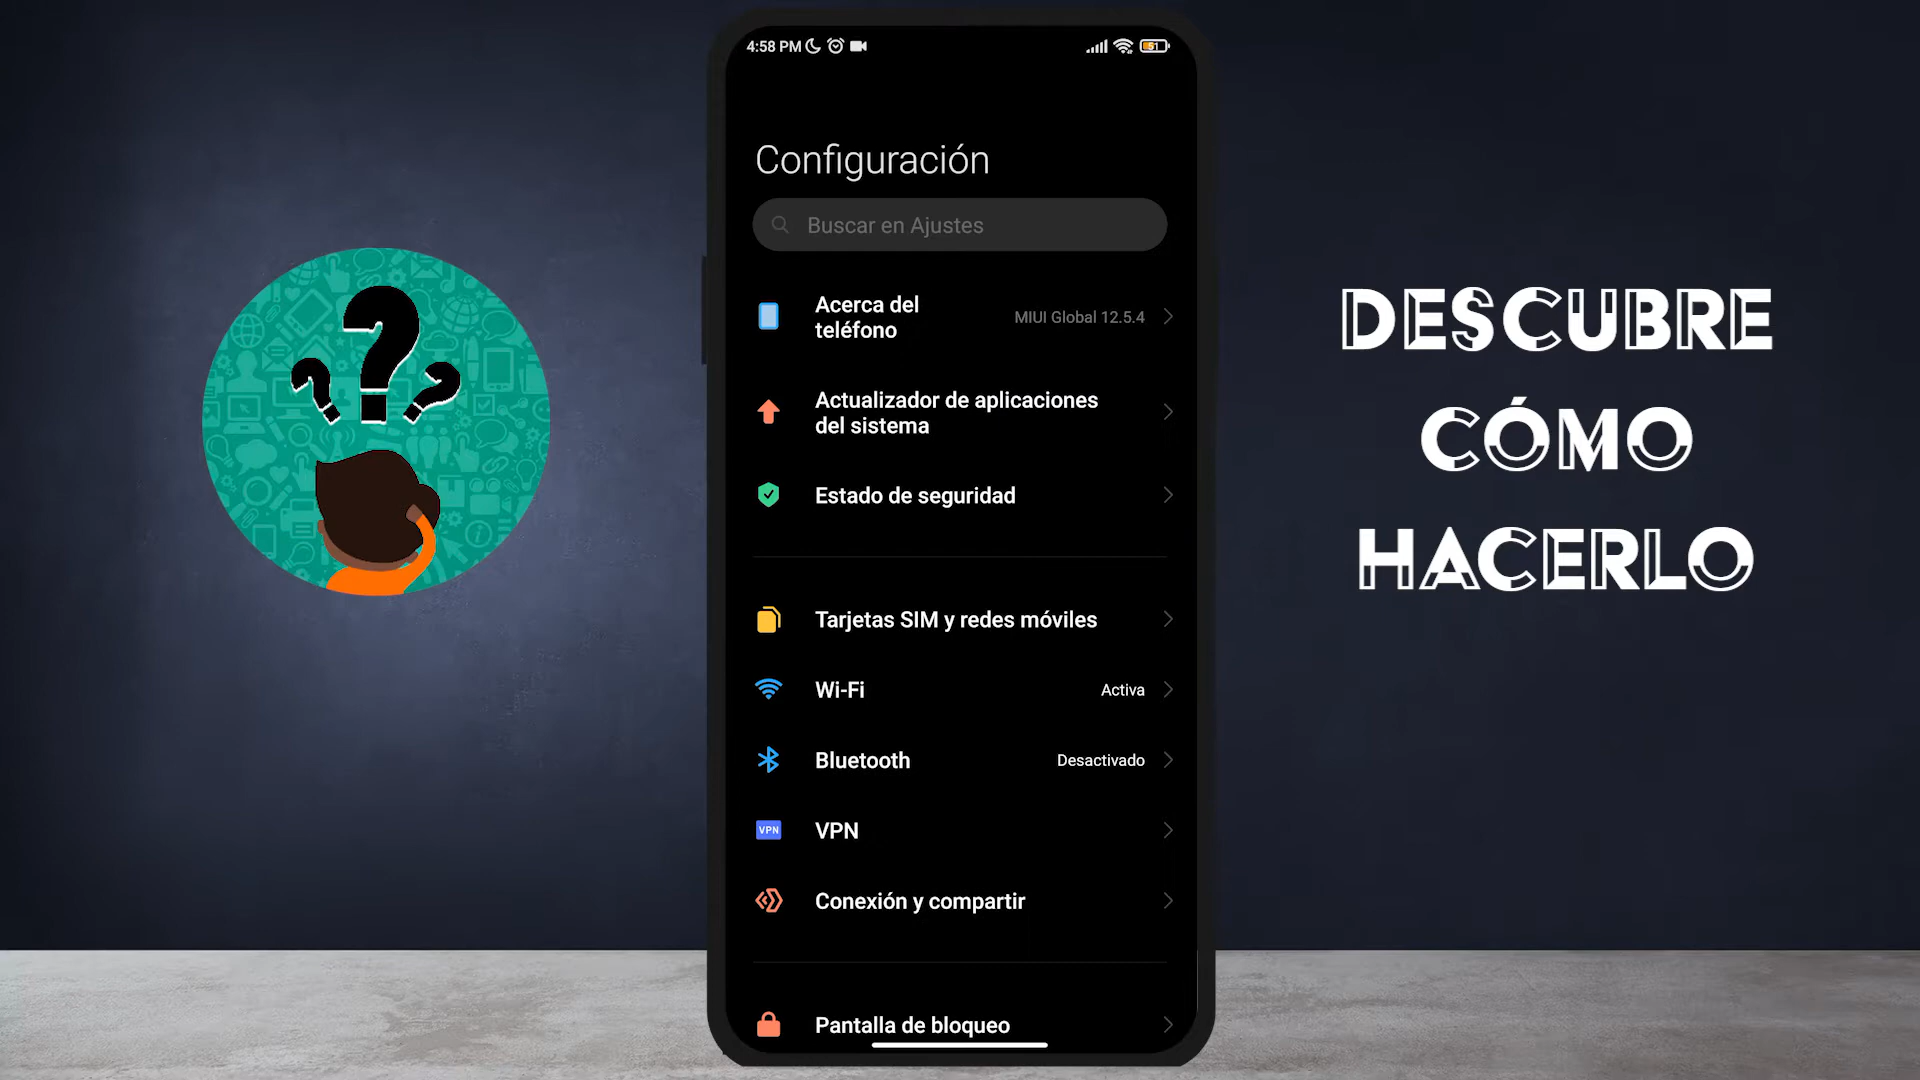 4:58 PM
51
Configuración
Buscar en Ajustes
Acerca del
teléfono
MIUI Global 12.5.4
Actualizador de aplicaciones
del sistema
Estado de seguridad
Tarjetas SIM y redes móviles
Wi-Fi
Activa
Bluetooth
Desactivado
VPN
VPN
Conexión y compartir
Pantalla de bloqueo
DESCUBRE
CÓMO
HACERLO